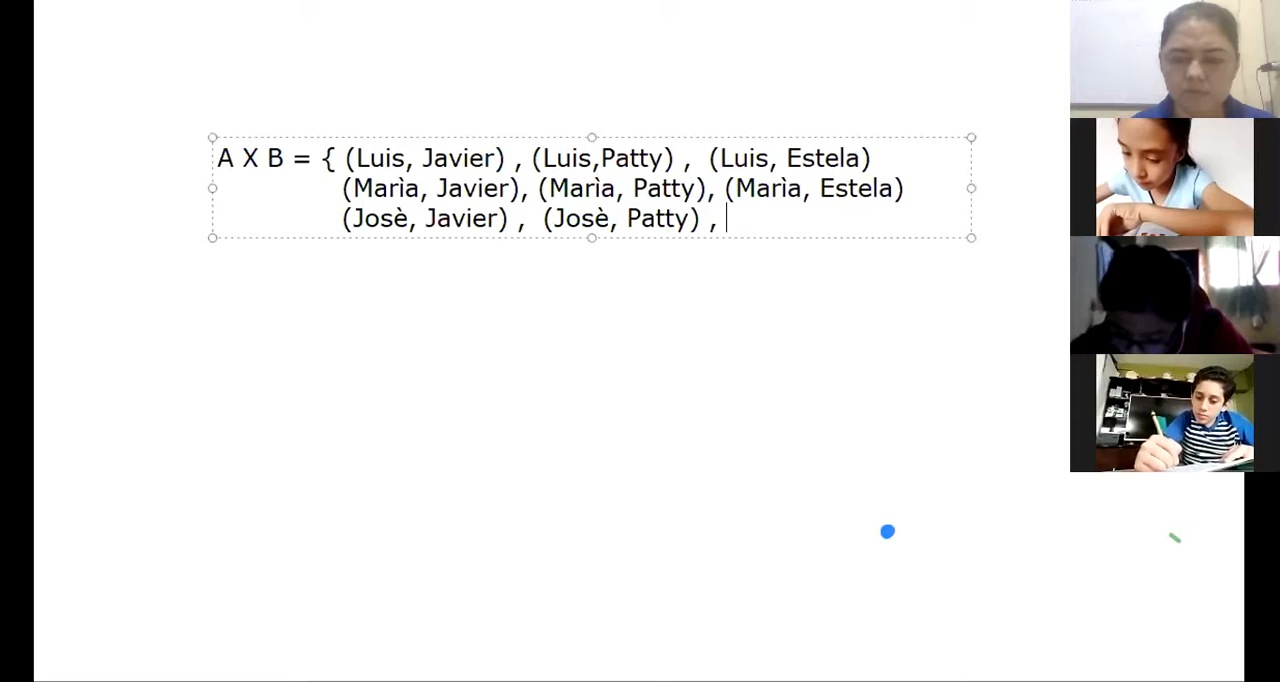 A X B = { (Luis, Javier) , (Luis,Patty) ,  (Luis, Estela)
(Marìa, Javier), (Marìa, Patty), (Marìa, Estela)
(Josè, Javier) ,  (Josè, Patty) ,